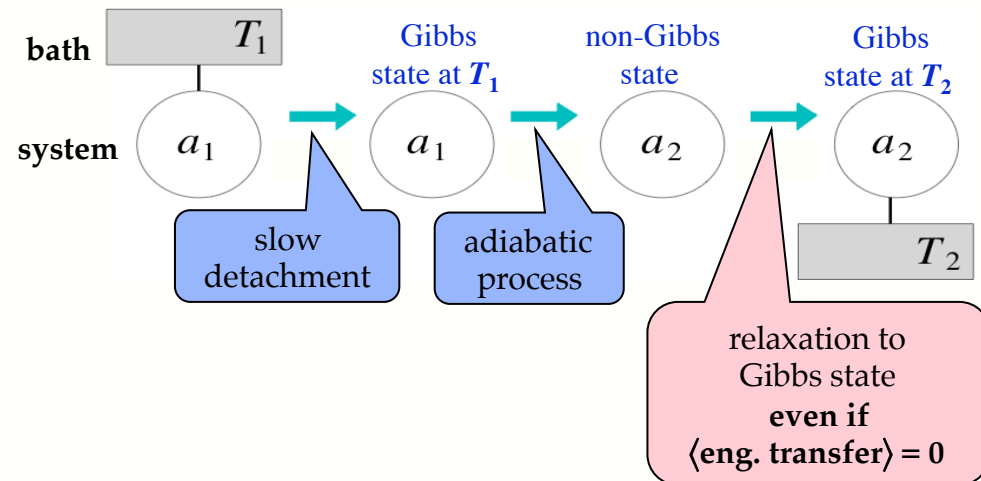 bath
T₁
Gibbs
state at T₁
non-Gibbs
state
Gibbs
state at T₂
system
a₁
a₁
a₂
a₂
slow
detachment
adiabatic
process
T₂
relaxation to
Gibbs state
even if
⟨eng. transfer⟩ = 0